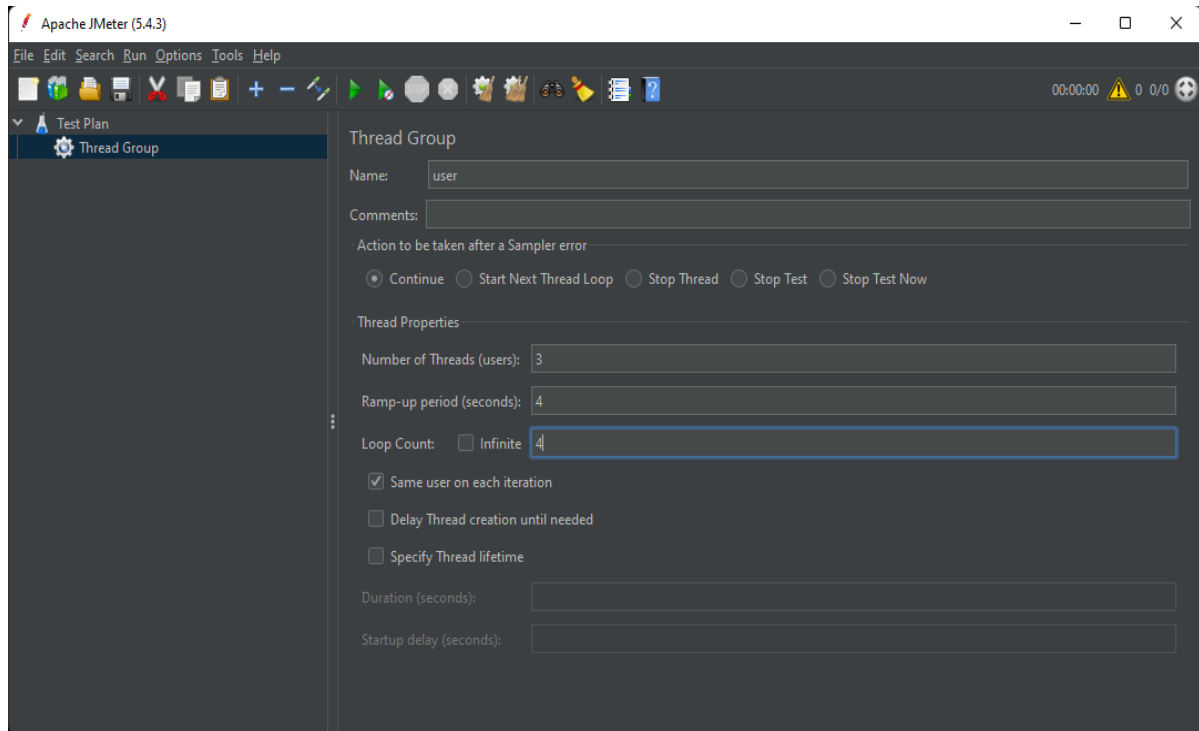 Apache JMeter (5.4.3)
File Edit Search Run Options Tools Help
STOP
00:00:00 0 0/0
Test Plan
Thread Group
Thread Group
Name: user
Comments:
Action to be taken after a Sampler error
Continue Start Next Thread Loop Stop Thread Stop Test Stop Test Now
Thread Properties
Number of Threads (users): 3
Ramp-up period (seconds): 4
Loop Count: Infinite 4
Same user on each iteration
Delay Thread creation until needed
Specify Thread lifetime
Duration (seconds):
Startup delay (seconds):